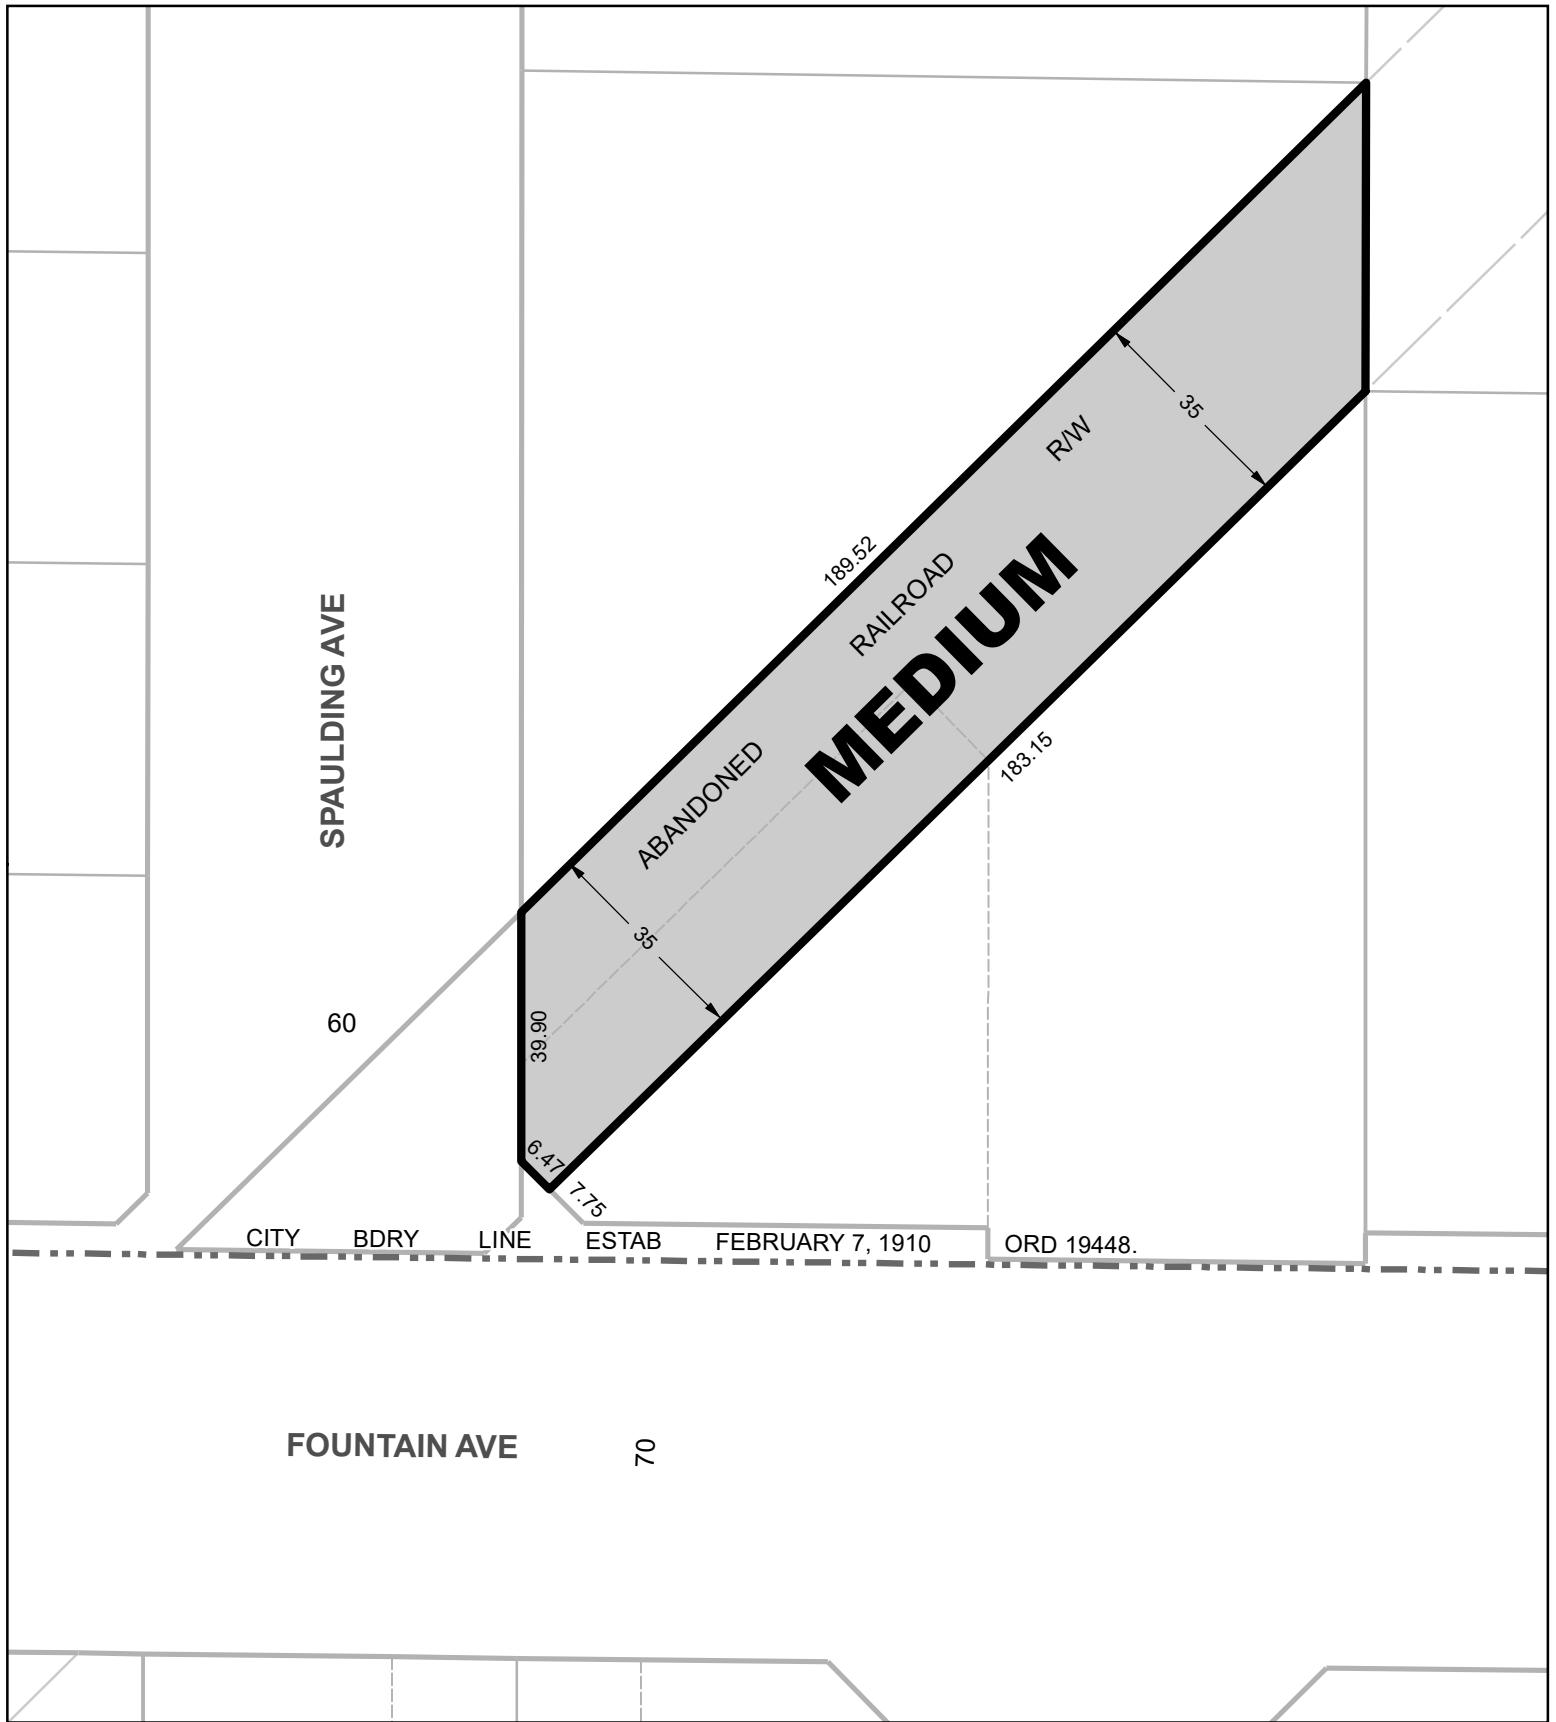 35
R/W
189.52
RAILROAD
MEDIUM
183.15
SPAULDING AVE
ABANDONED
35
60
39.90
6.47
7.75
CITY BDRY LINE ESTAB FEBRUARY 7, 1910 ORD 19448.
FOUNTAIN AVE
70